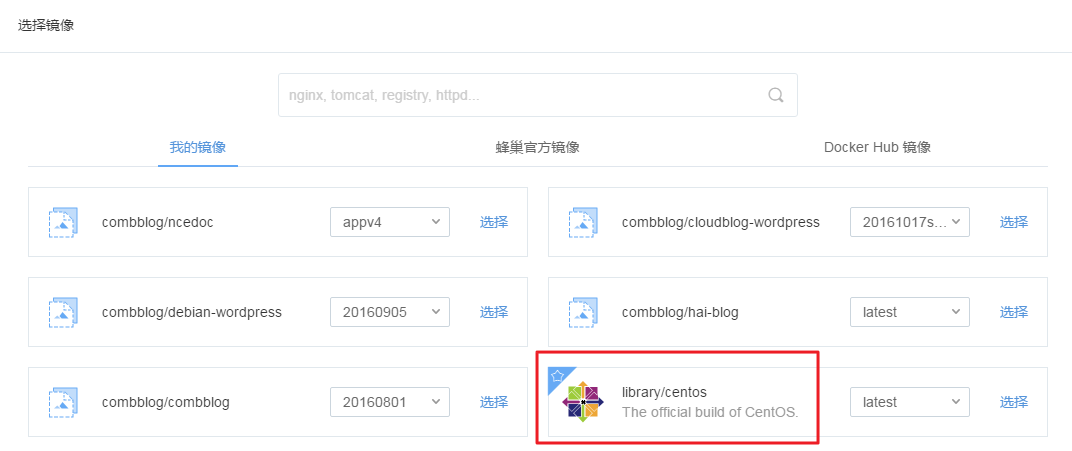 选择镜像
nginx, tomcat, registry, httpd...
我的镜像 蜂巢官方镜像 Docker Hub 镜像
combblog/ncedoc appv4 选择
combblog/cloudblog-wordpress 20161017s... 选择
combblog/debian-wordpress 20160905 选择
combblog/hai-blog latest 选择
combblog/combblog 20160801 选择
library/centos latest 选择
The official build of CentOS.